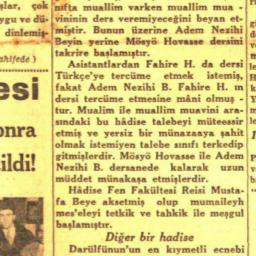 şlar, çok
ygu ve dü
dinlemiş-
ahifede )
esi
onra
ildi!
nıfta muallim varken muallim mua -
vininin ders veremiyeceğini beyan et-
miştir. Bunun üzerine Adem Nezihi
Beyin yerine Mösyö Hovasse dersini
takrire başlamıştır.
Asistanlardan Fahire H. da dersi
Türkçe'ye tercüme etmek istemiş,
fakat Adem Nezihi B. Fahire H. ın
dersi tercüme etmesine mâni olmuş -
tur. Mualim ile muallim muavini ara-
sındaki bu hâdise talebeyi müteessir
etmiş ve yersiz bir münazaaya şahit
olmak istemiyen talebe sınıfı terkedip
gitmişlerdir. Mösyö Hovasse ile Adem
Nezihi B. dersanede kalarak uzun
müddet münakaşa etmişlerdir.
Hâdise Fen Fakültesi Reisi Musta-
fa Beye aksetmiş olup mumaileyh
mes'eleyi tetkik ve tahkik ile meşgul
başlamıştır.
Diğer bir hadise
Darülfünun'un en kıymetli ecnebi